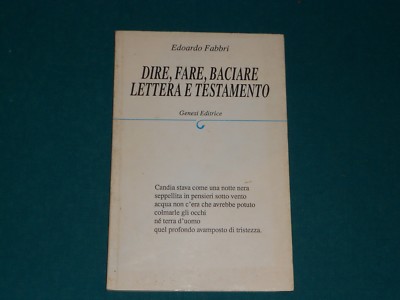 Edoardo Fabbri
DIRE, FARE, BACIARE
LETTERA E TESTAMENTO
Genesi Editrice
Candia stava come una notte nera
seppellita in pensieri sotto vento
acqua non c'era che avrebbe potuto
colmarle gli occhi
né terra d'uomo
quel profondo avamposto di tristezza.